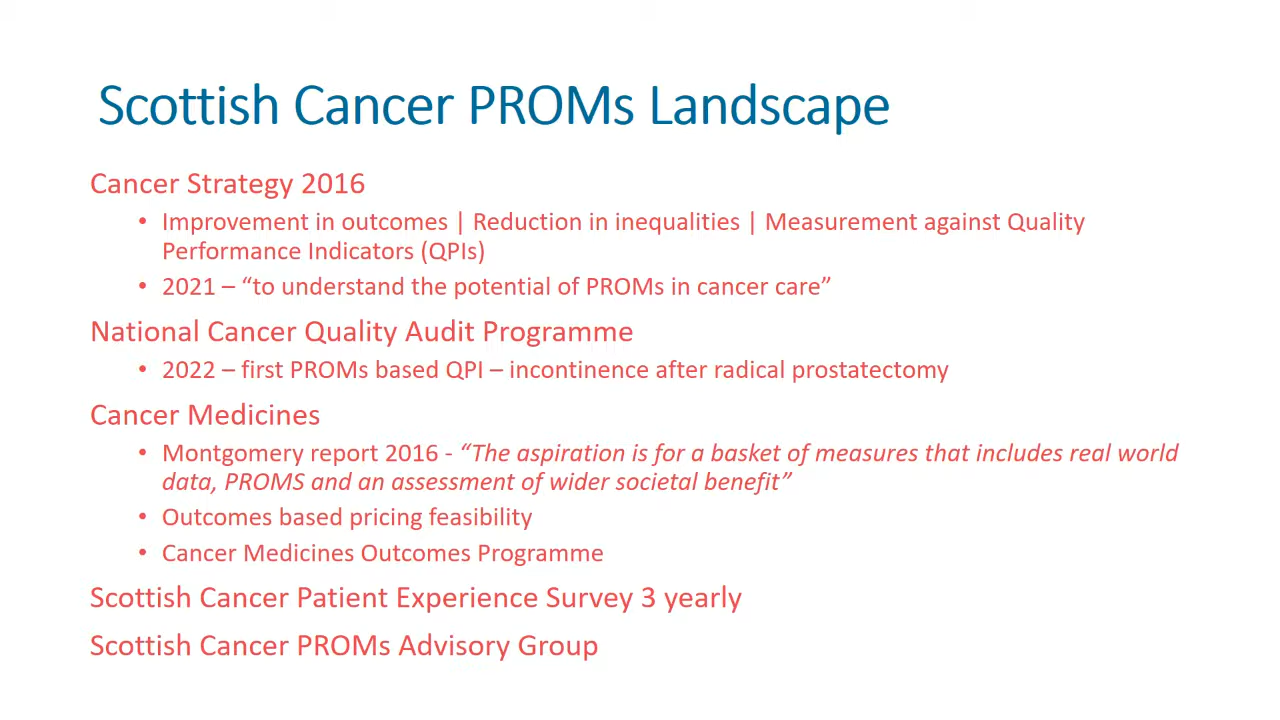 Scottish Cancer PROMs Landscape
Cancer Strategy 2016
• Improvement in outcomes | Reduction in inequalities | Measurement against Quality
Performance Indicators (QPIs)
• 2021 – “to understand the potential of PROMs in cancer care”
National Cancer Quality Audit Programme
• 2022 – first PROMs based QPI – incontinence after radical prostatectomy
Cancer Medicines
• Montgomery report 2016 - “The aspiration is for a basket of measures that includes real world
data, PROMS and an assessment of wider societal benefit”
• Outcomes based pricing feasibility
• Cancer Medicines Outcomes Programme
Scottish Cancer Patient Experience Survey 3 yearly
Scottish Cancer PROMs Advisory Group